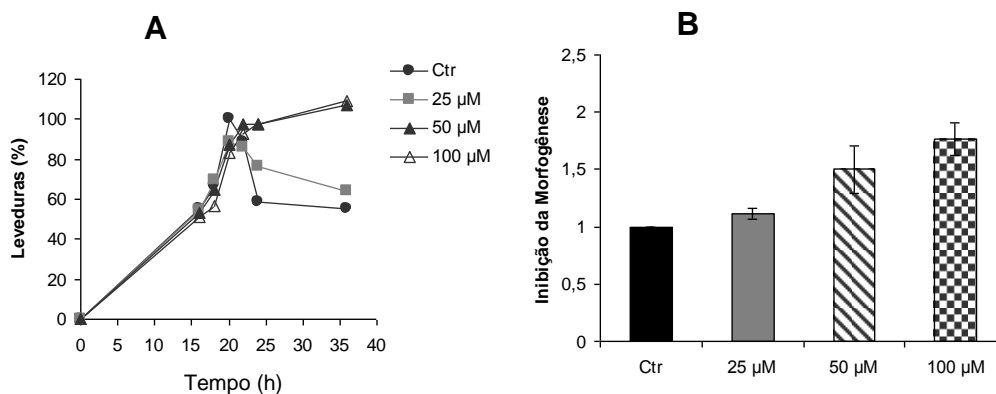 A
Leveduras (%)
120
100
80
60
40
20
0
0 5 10 15 20 25 30 35 40
Tempo (h)
Ctr
25 µM
50 µM
100 µM
B
Inibição da Morfogênese
2,5
2
1,5
1
0,5
0
Ctr 25 µM 50 µM 100 µM